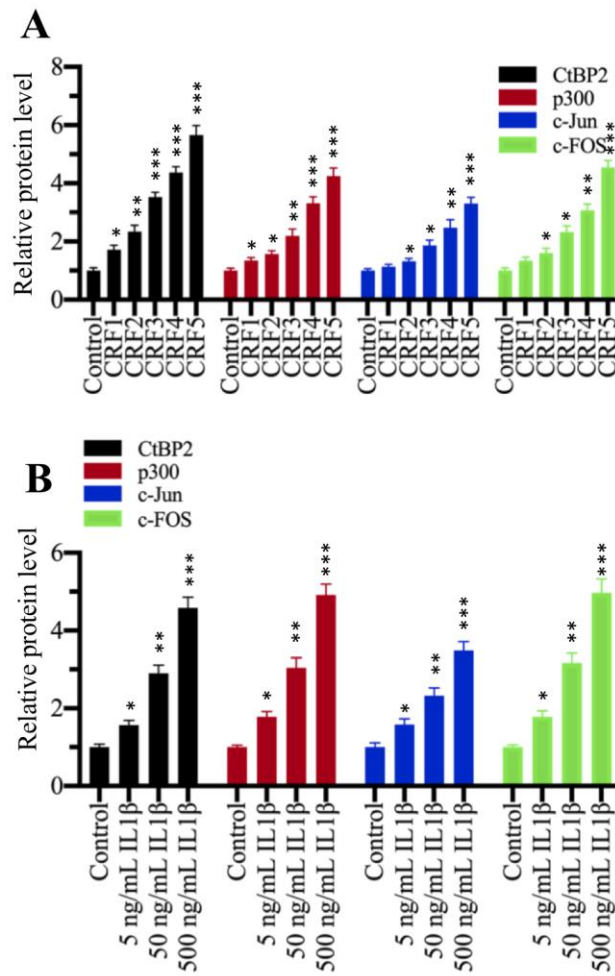 A
8
6
4
2
0
Relative protein level
CtBP2
p300
c-Jun
c-FOS
* ** *** *** ***
* * ** *** ***
* * ** ***
* * ** ***
Control CRF1 CRF2 CRF3 CRF4 CRF5
Control CRF1 CRF2 CRF3 CRF4 CRF5
Control CRF1 CRF2 CRF3 CRF4 CRF5
Control CRF1 CRF2 CRF3 CRF4 CRF5
B
CtBP2
p300
c-Jun
c-FOS
6
4
2
0
Relative protein level
* ** ***
* ** ***
* ** ***
* ** ***
Control 5 ng/mL IL1β 50 ng/mL IL1β 500 ng/mL IL1β
Control 5 ng/mL IL1β 50 ng/mL IL1β 500 ng/mL IL1β
Control 5 ng/mL IL1β 50 ng/mL IL1β 500 ng/mL IL1β
Control 5 ng/mL IL1β 50 ng/mL IL1β 500 ng/mL IL1β